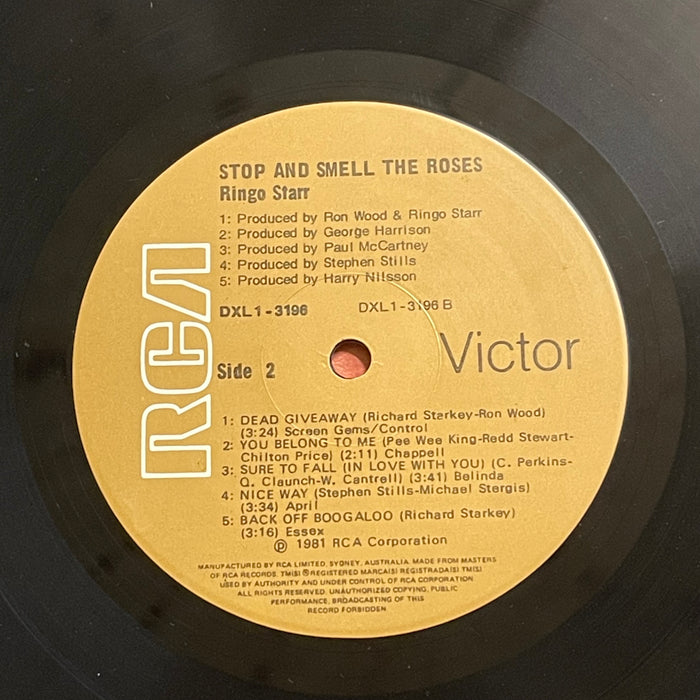 STOP AND SMELL THE ROSES
Ringo Starr
1: Produced by Ron Wood & Ringo Starr
2: Produced by George Harrison
3: Produced by Paul McCartney
4: Produced by Stephen Stills
5: Produced by Harry Nilsson
DXL1-3196 DXL1-3196 B
RCA
Victor
Side 2
1: DEAD GIVEAWAY (Richard Starkey-Ron Wood)
(3:24) Screen Gems/Control
2: YOU BELONG TO ME (Pee Wee King-Redd Stewart-
Chilton Price) (2:11) Chappell
3: SURE TO FALL (IN LOVE WITH YOU) (C. Perkins-
Q. Claunch-W. Cantrell) (3:41) Belinda
4: NICE WAY (Stephen Stills-Michael Stergis)
(3:34) April
5: BACK OFF BOOGALOO (Richard Starkey)
(3:16) Essex
℗ 1981 RCA Corporation
MANUFACTURED BY RCA LIMITED, SYDNEY, AUSTRALIA. MADE FROM MASTERS
OF RCA RECORDS. TM(S) ® REGISTERED MARCA(S) REGISTRADA(S) TM(S)
USED BY AUTHORITY AND UNDER CONTROL OF RCA CORPORATION
ALL RIGHTS RESERVED. UNAUTHORIZED COPYING, PUBLIC
PERFORMANCE, BROADCASTING OF THIS
RECORD FORBIDDEN